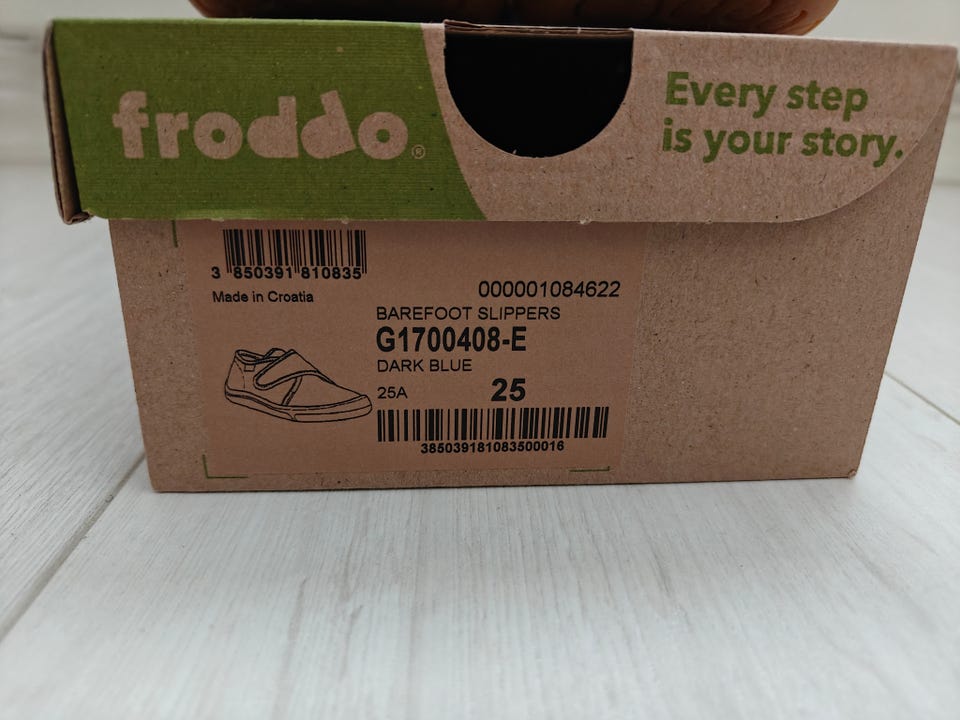 froddo®
Every step
is your story.
3 850391 810835
Made in Croatia
000001084622
BAREFOOT SLIPPERS
G1700408-E
DARK BLUE
25A 25
385039181083500016